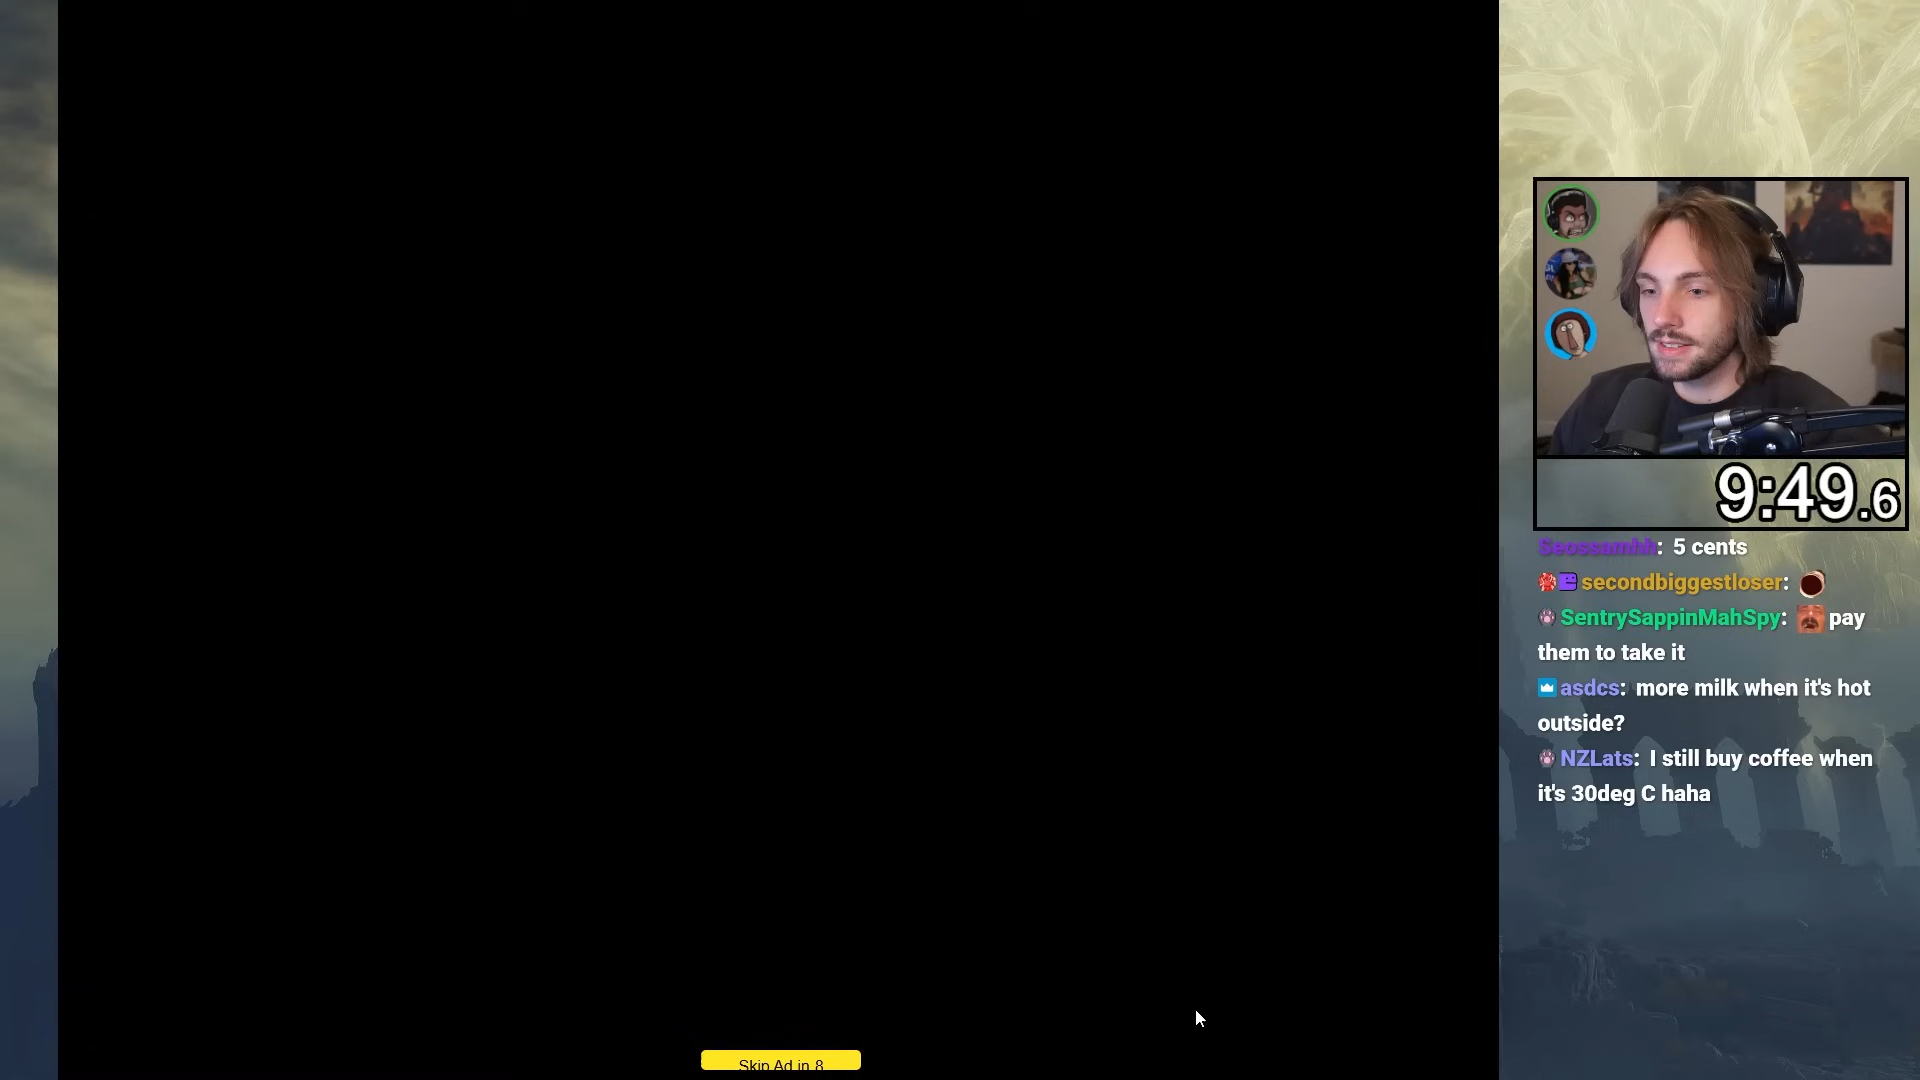 9:49.6
Seossamhh: 5 cents
secondbiggestloser:
SentrySappinMahSpy: pay
them to take it
asdcs: more milk when it's hot
outside?
NZLats: I still buy coffee when
it's 30deg C haha
Skip Ad in 8